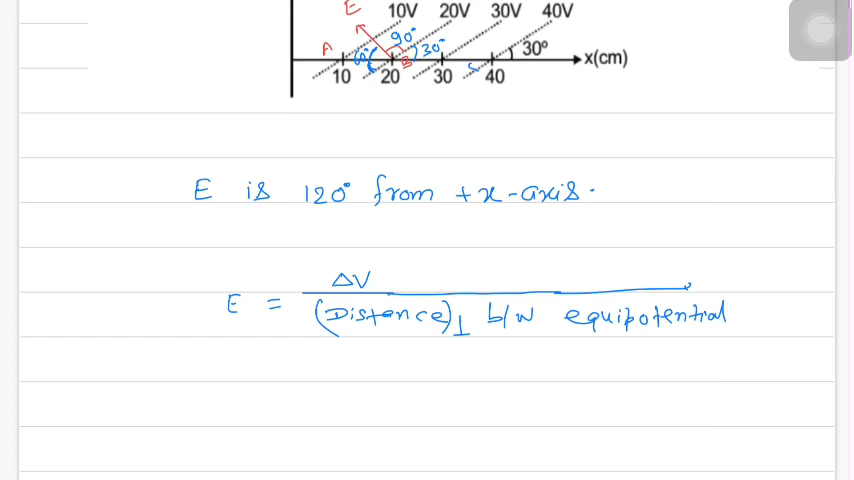 E
10V 20V 30V 40V
A 60° 90° B 30° 30°
x(cm)
10 20 30 40
E is 120° from +x-axis.
ΔV
E =
(Distance)⊥ b/w equipotential